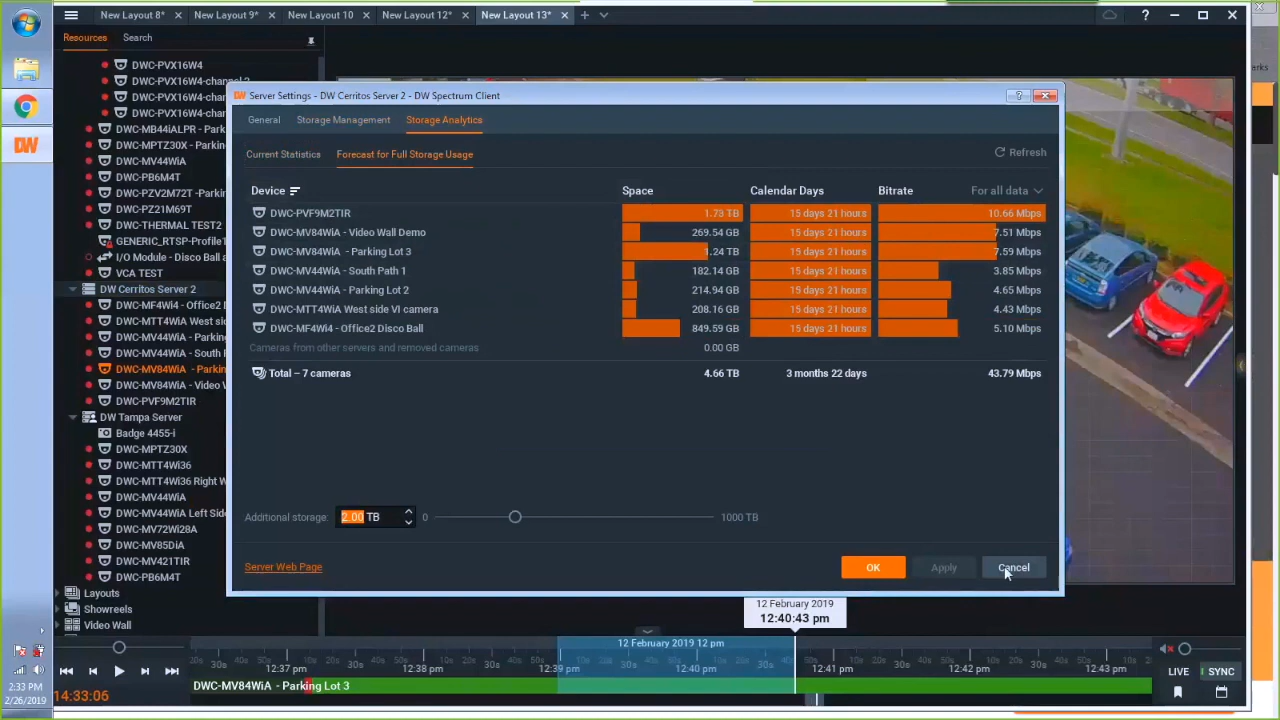 New Layout 8*
New Layout 9*
New Layout 10
New Layout 12*
New Layout 13*
Resources
Search
DWC-PVX16W4
DWC-PVX16W4-channel 2
DWC-PVX16W4-char
DWC-PVX16W4-char
DWC-MB44iALPR - Park
DWC-MPTZ30X - Parking
DWC-MV44WiA
DWC-PB6M4T
DWC-PZV2M72T -Parking
DWC-PZ21M69T
DWC-THERMAL TEST2
GENERIC_RTSP-Profile1
I/O Module - Disco Ball a
VCA TEST
DW Cerritos Server 2
DWC-MF4Wi4 - Office2 D
DWC-MTT4WiA West sid
DWC-MV44WiA - Parking
DWC-MV44WiA - South F
DWC-MV84WiA - Parkin
DWC-MV84WiA - Video V
DWC-PVF9M2TIR
DW Tampa Server
Badge 4455-i
DWC-MPTZ30X
DWC-MTT4Wi36
DWC-MTT4Wi36 Right W
DWC-MV44WiA
DWC-MV44WiA Left Side
DWC-MV72Wi28A
DWC-MV85DiA
DWC-MV421TIR
DWC-PB6M4T
Layouts
Showreels
Video Wall
DW Server Settings - DW Cerritos Server 2 - DW Spectrum Client
General
Storage Management
Storage Analytics
Current Statistics
Forecast for Full Storage Usage
Refresh
Device
Space
Calendar Days
Bitrate
For all data
DWC-PVF9M2TIR 1.73 TB 15 days 21 hours 10.66 Mbps
DWC-MV84WiA - Video Wall Demo 269.54 GB 15 days 21 hours 7.51 Mbps
DWC-MV84WiA - Parking Lot 3 1.24 TB 15 days 21 hours 7.59 Mbps
DWC-MV44WiA - South Path 1 182.14 GB 15 days 21 hours 3.85 Mbps
DWC-MV44WiA - Parking Lot 2 214.94 GB 15 days 21 hours 4.65 Mbps
DWC-MTT4WiA West side VI camera 208.16 GB 15 days 21 hours 4.43 Mbps
DWC-MF4Wi4 - Office2 Disco Ball 849.59 GB 15 days 21 hours 5.10 Mbps
Cameras from other servers and removed cameras 0.00 GB
Total – 7 cameras 4.66 TB 3 months 22 days 43.79 Mbps
Additional storage: 2.00 TB 0 1000 TB
Server Web Page
OK
Apply
Cancel
12 February 2019
12:40:43 pm
12 February 2019 12 pm
12:37 pm 12:38 pm 12:39 pm 12:40 pm 12:41 pm 12:42 pm 12:43 pm
DWC-MV84WiA - Parking Lot 3
LIVE
SYNC
14:33:06
2:33 PM
2/26/2019
DW
arks